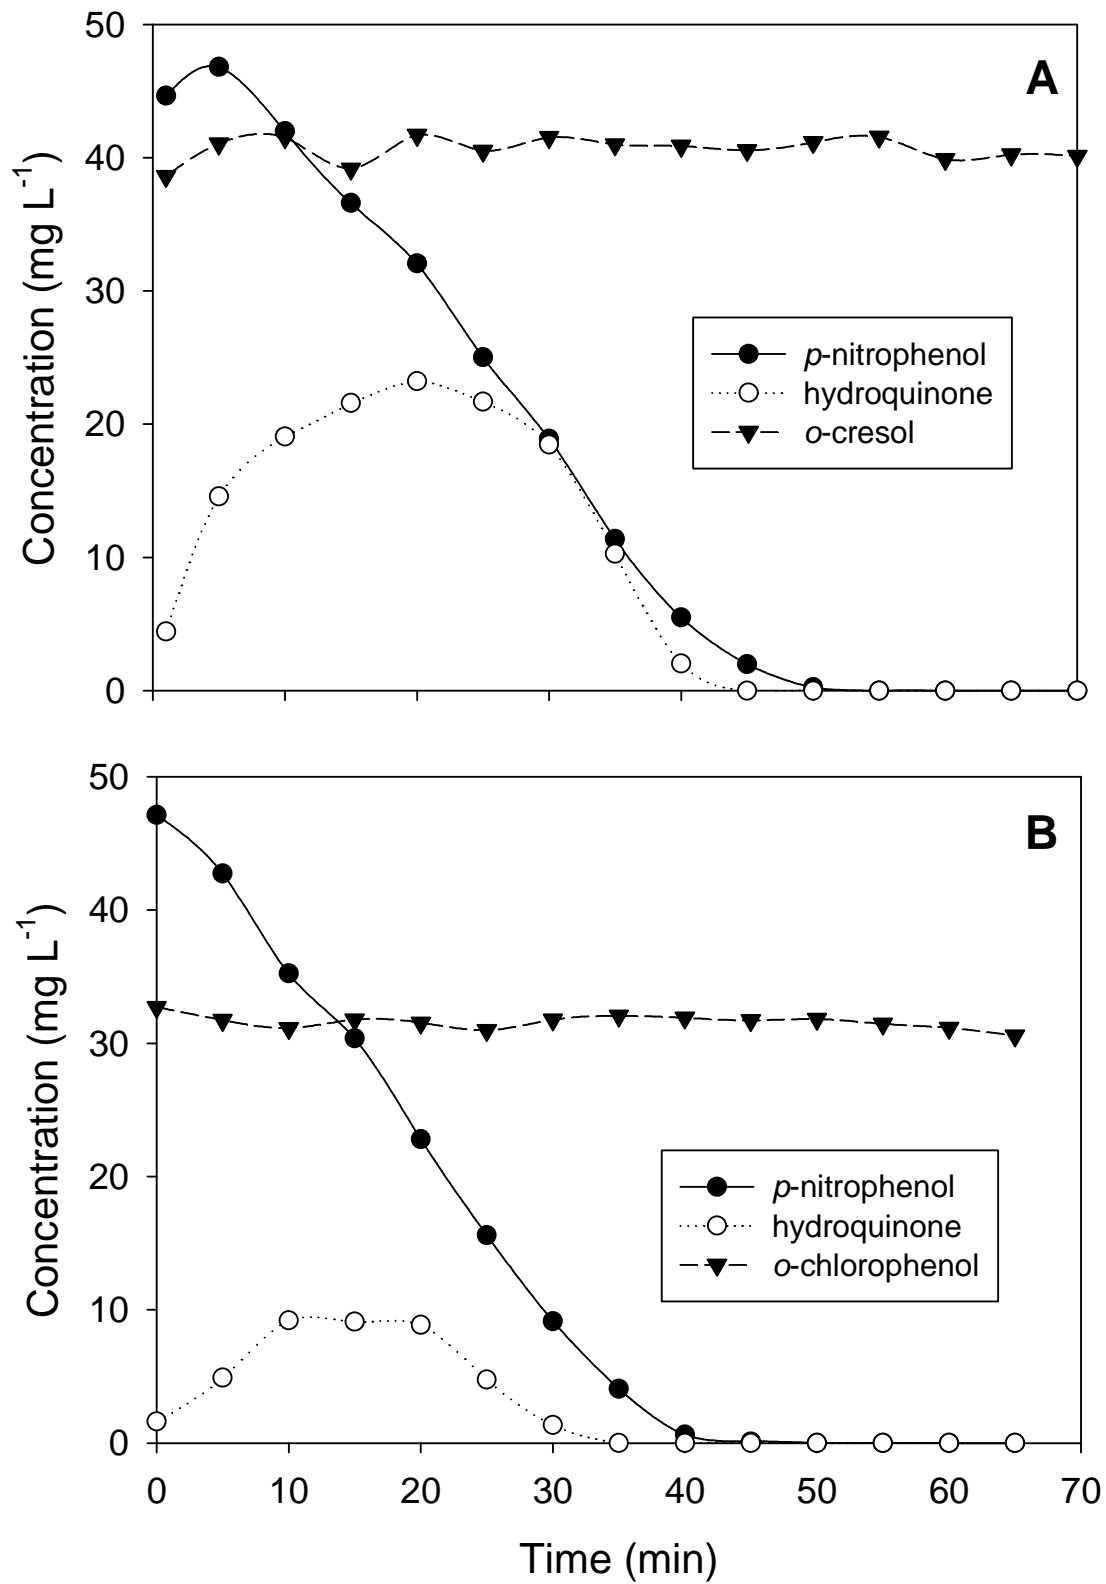 50
A
40
30
20
10
0
Concentration (mg L⁻¹)
p-nitrophenol
hydroquinone
o-cresol
50
B
40
30
20
10
0
Concentration (mg L⁻¹)
p-nitrophenol
hydroquinone
o-chlorophenol
0 10 20 30 40 50 60 70
Time (min)